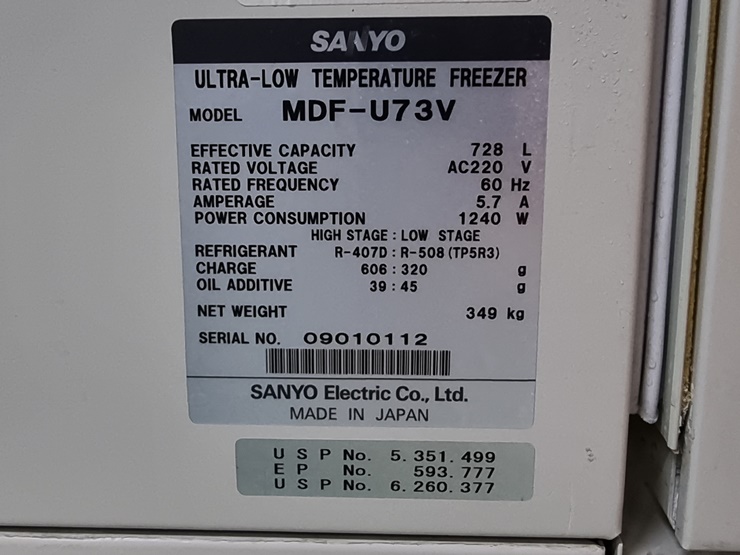 SANYO
ULTRA-LOW TEMPERATURE FREEZER
MODEL MDF-U73V
EFFECTIVE CAPACITY 728 L
RATED VOLTAGE AC220 V
RATED FREQUENCY 60 Hz
AMPERAGE 5.7 A
POWER CONSUMPTION 1240 W
HIGH STAGE : LOW STAGE
REFRIGERANT R-407D : R-508 (TP5R3)
CHARGE 606 : 320 g
OIL ADDITIVE 39 : 45 g
NET WEIGHT 349 kg
SERIAL NO. 09010112
SANYO Electric Co., Ltd.
MADE IN JAPAN
U S P No. 5. 351. 499
E P No. 593. 777
U S P No. 6. 260. 377